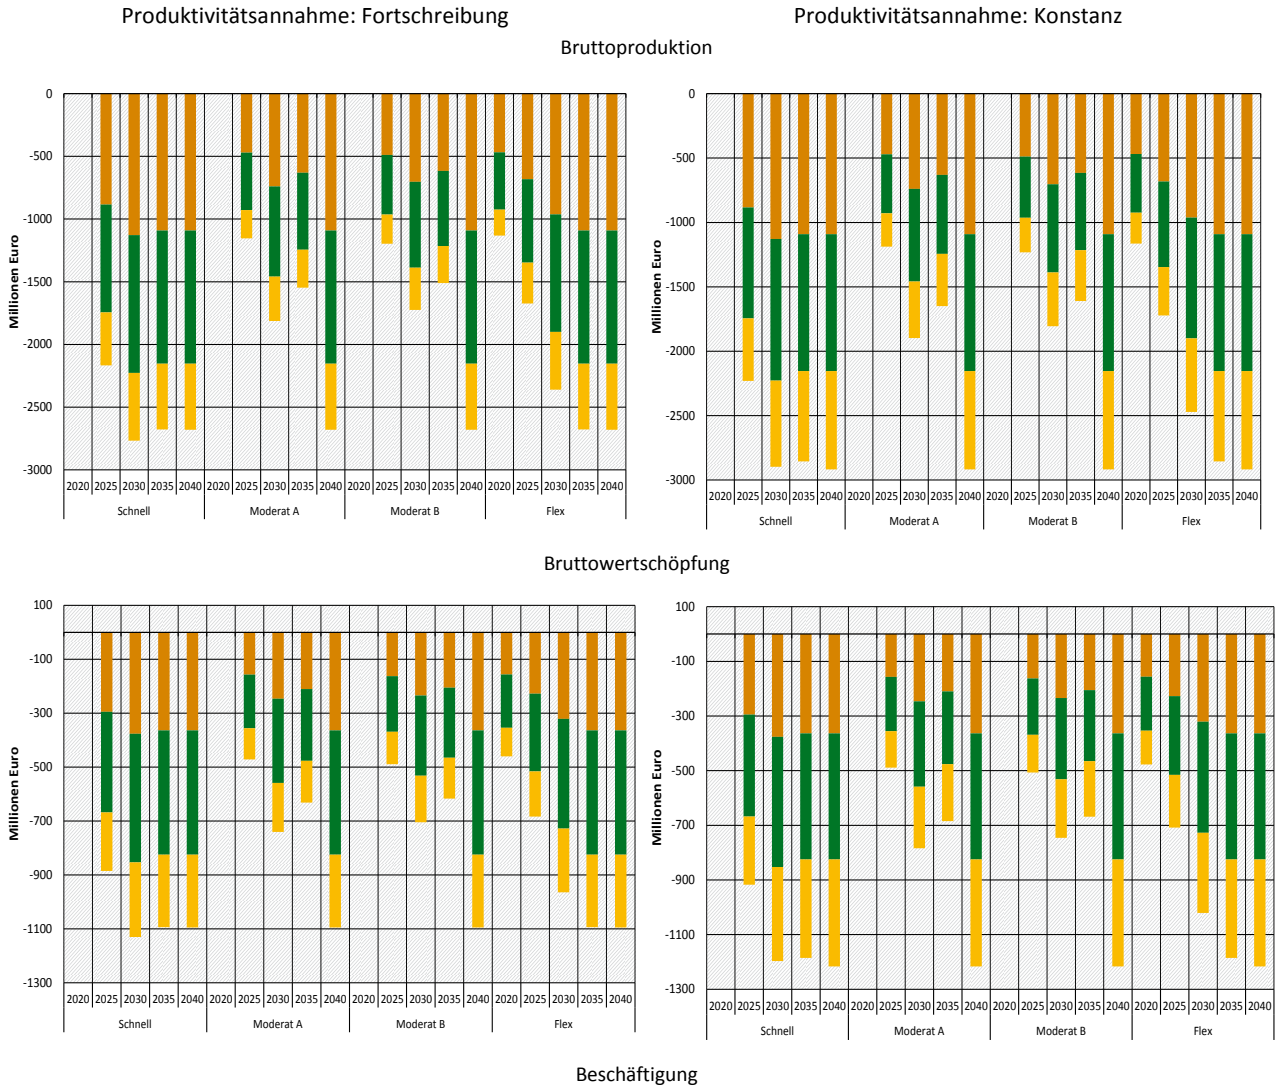 Produktivitätsannahme: Fortschreibung
Produktivitätsannahme: Konstanz
Bruttoproduktion
Millionen Euro
0
-500
-1000
-1500
-2000
-2500
-3000
2020 2025 2030 2035 2040 2020 2025 2030 2035 2040 2020 2025 2030 2035 2040 2020 2025 2030 2035 2040
Schnell Moderat A Moderat B Flex
Millionen Euro
0
-500
-1000
-1500
-2000
-2500
-3000
2020 2025 2030 2035 2040 2020 2025 2030 2035 2040 2020 2025 2030 2035 2040 2020 2025 2030 2035 2040
Schnell Moderat A Moderat B Flex
Bruttowertschöpfung
Millionen Euro
100
-100
-300
-500
-700
-900
-1100
-1300
2020 2025 2030 2035 2040 2020 2025 2030 2035 2040 2020 2025 2030 2035 2040 2020 2025 2030 2035 2040
Schnell Moderat A Moderat B Flex
Millionen Euro
100
-100
-300
-500
-700
-900
-1100
-1300
2020 2025 2030 2035 2040 2020 2025 2030 2035 2040 2020 2025 2030 2035 2040 2020 2025 2030 2035 2040
Schnell Moderat A Moderat B Flex
Beschäftigung